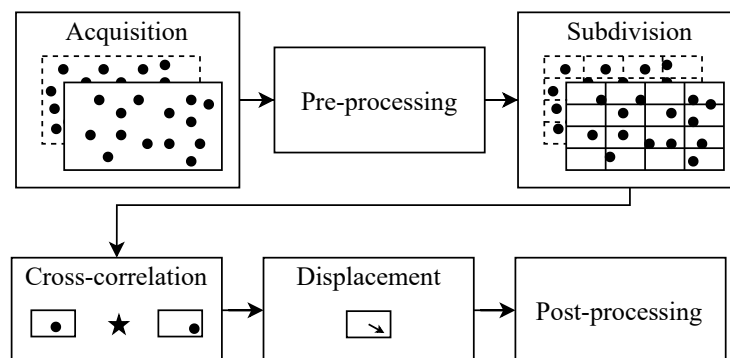 Acquisition
Pre-processing
Subdivision
Cross-correlation
Displacement
Post-processing